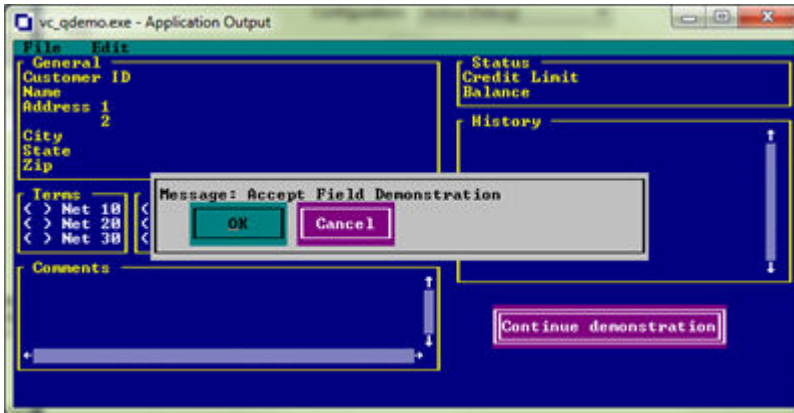 vc_qdemo.exe - Application Output
File Edit
General
Customer ID
Name
Address 1
2
City
State
Zip
Status
Credit Limit
Balance
History
Terms
( ) Net 10
( ) Net 20
( ) Net 30
Message: Accept Field Demonstration
OK Cancel
Comments
Continue demonstration